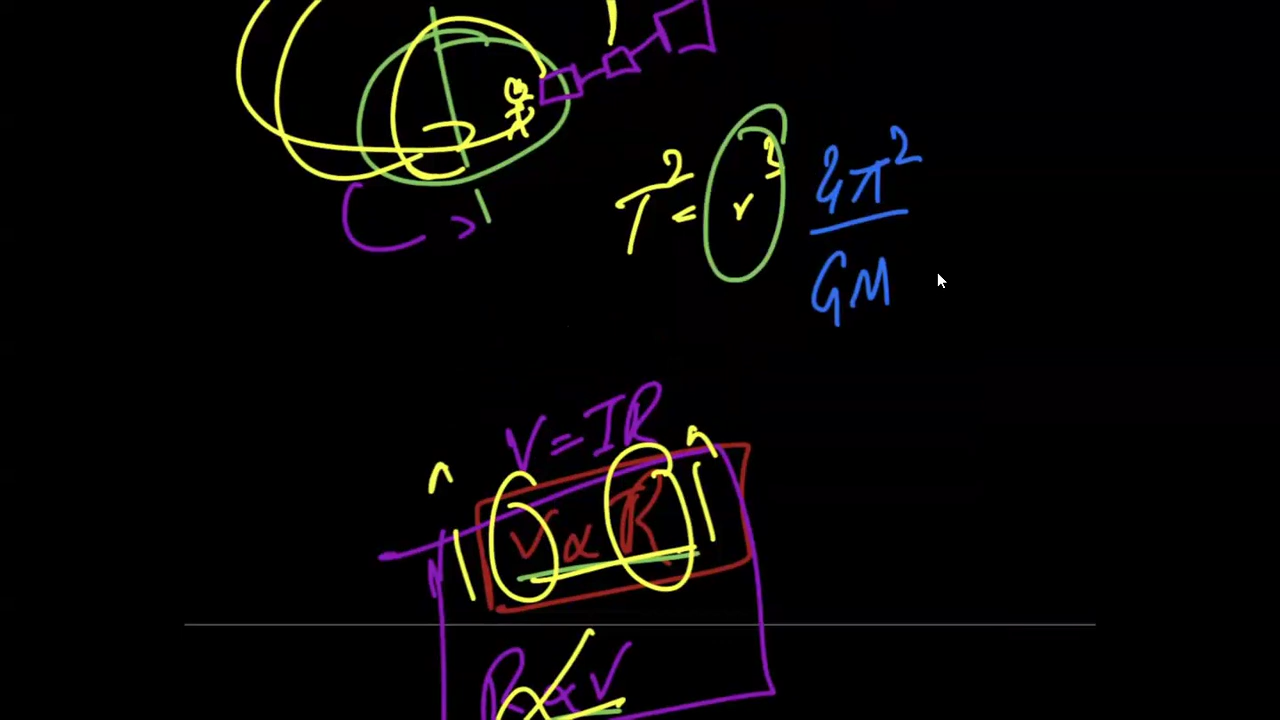 T² = r³ 4π²/GM
V = IR
V ∝ R
R ∝ V